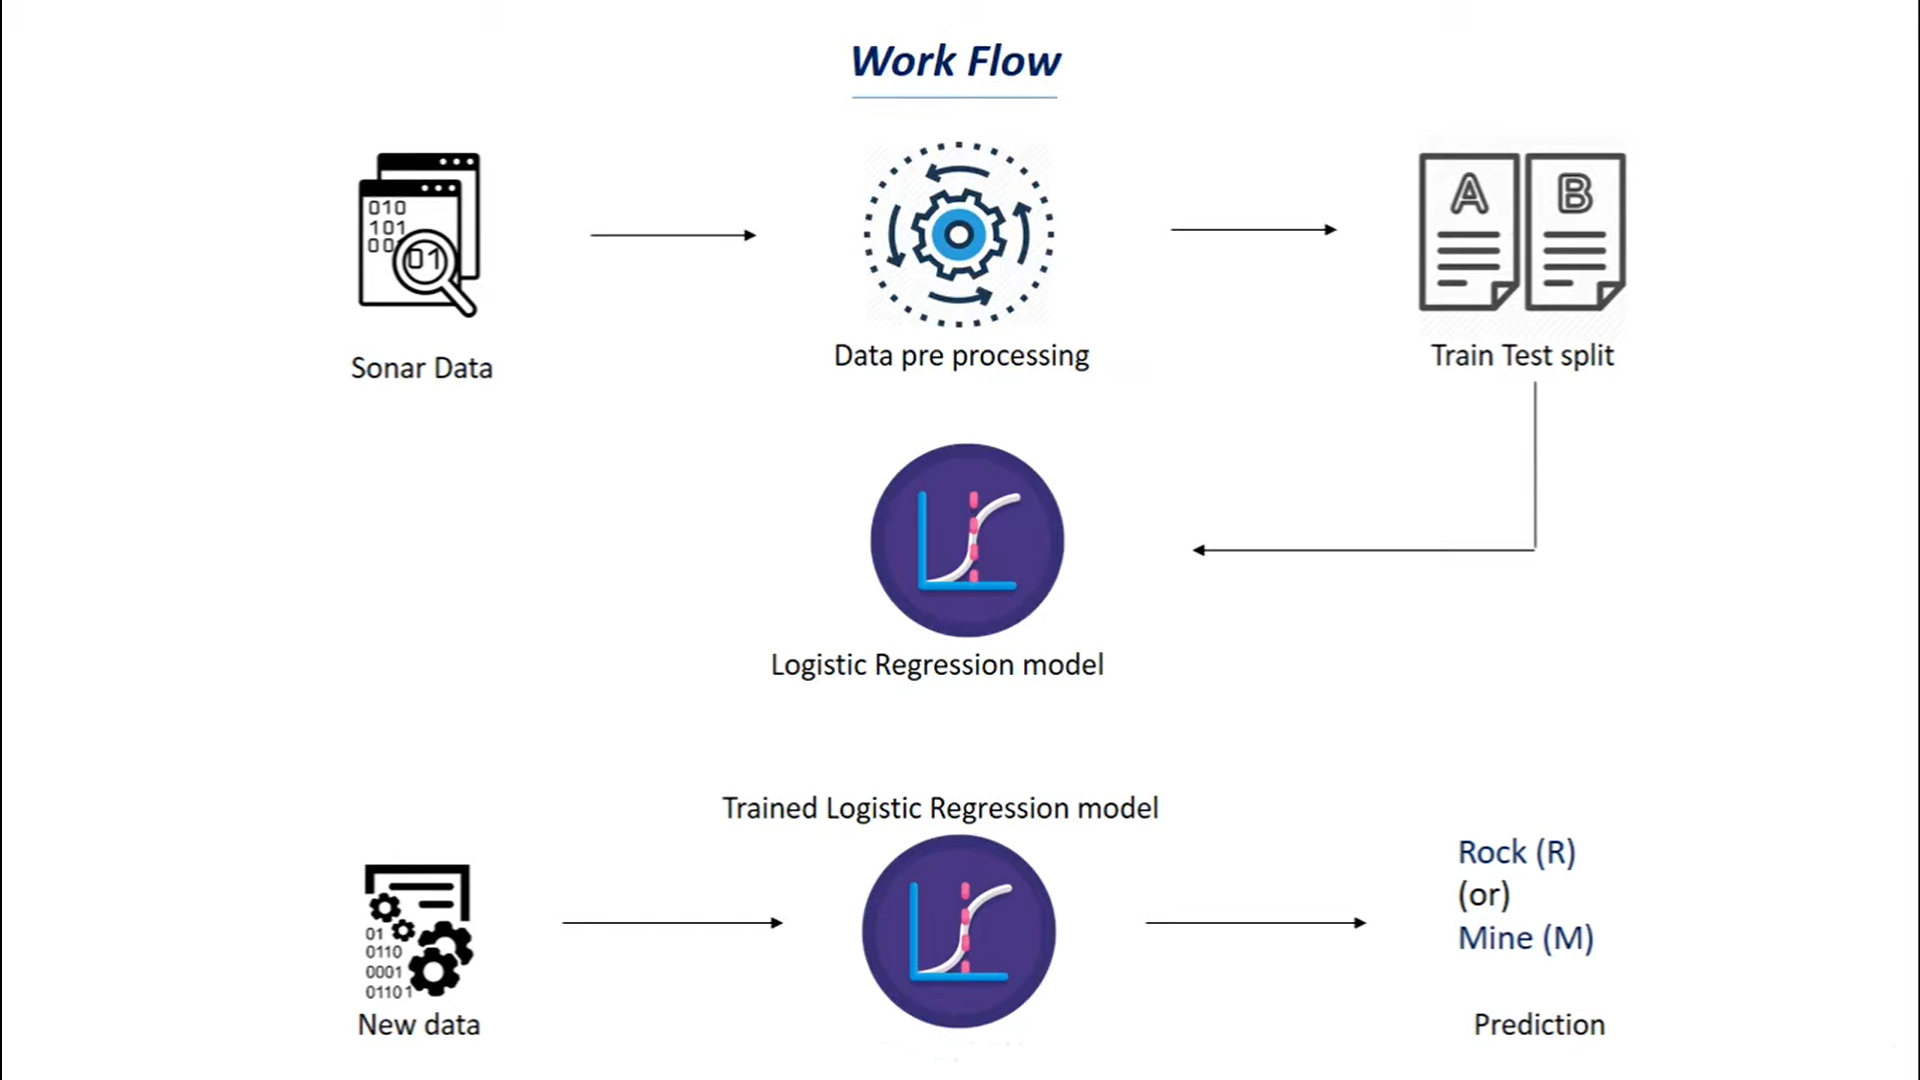 Work Flow
010
101
00
01
A B
Sonar Data
Data pre processing
Train Test split
Logistic Regression model
Trained Logistic Regression model
Rock (R)
(or)
Mine (M)
01
0110
0001
01101
New data
Prediction